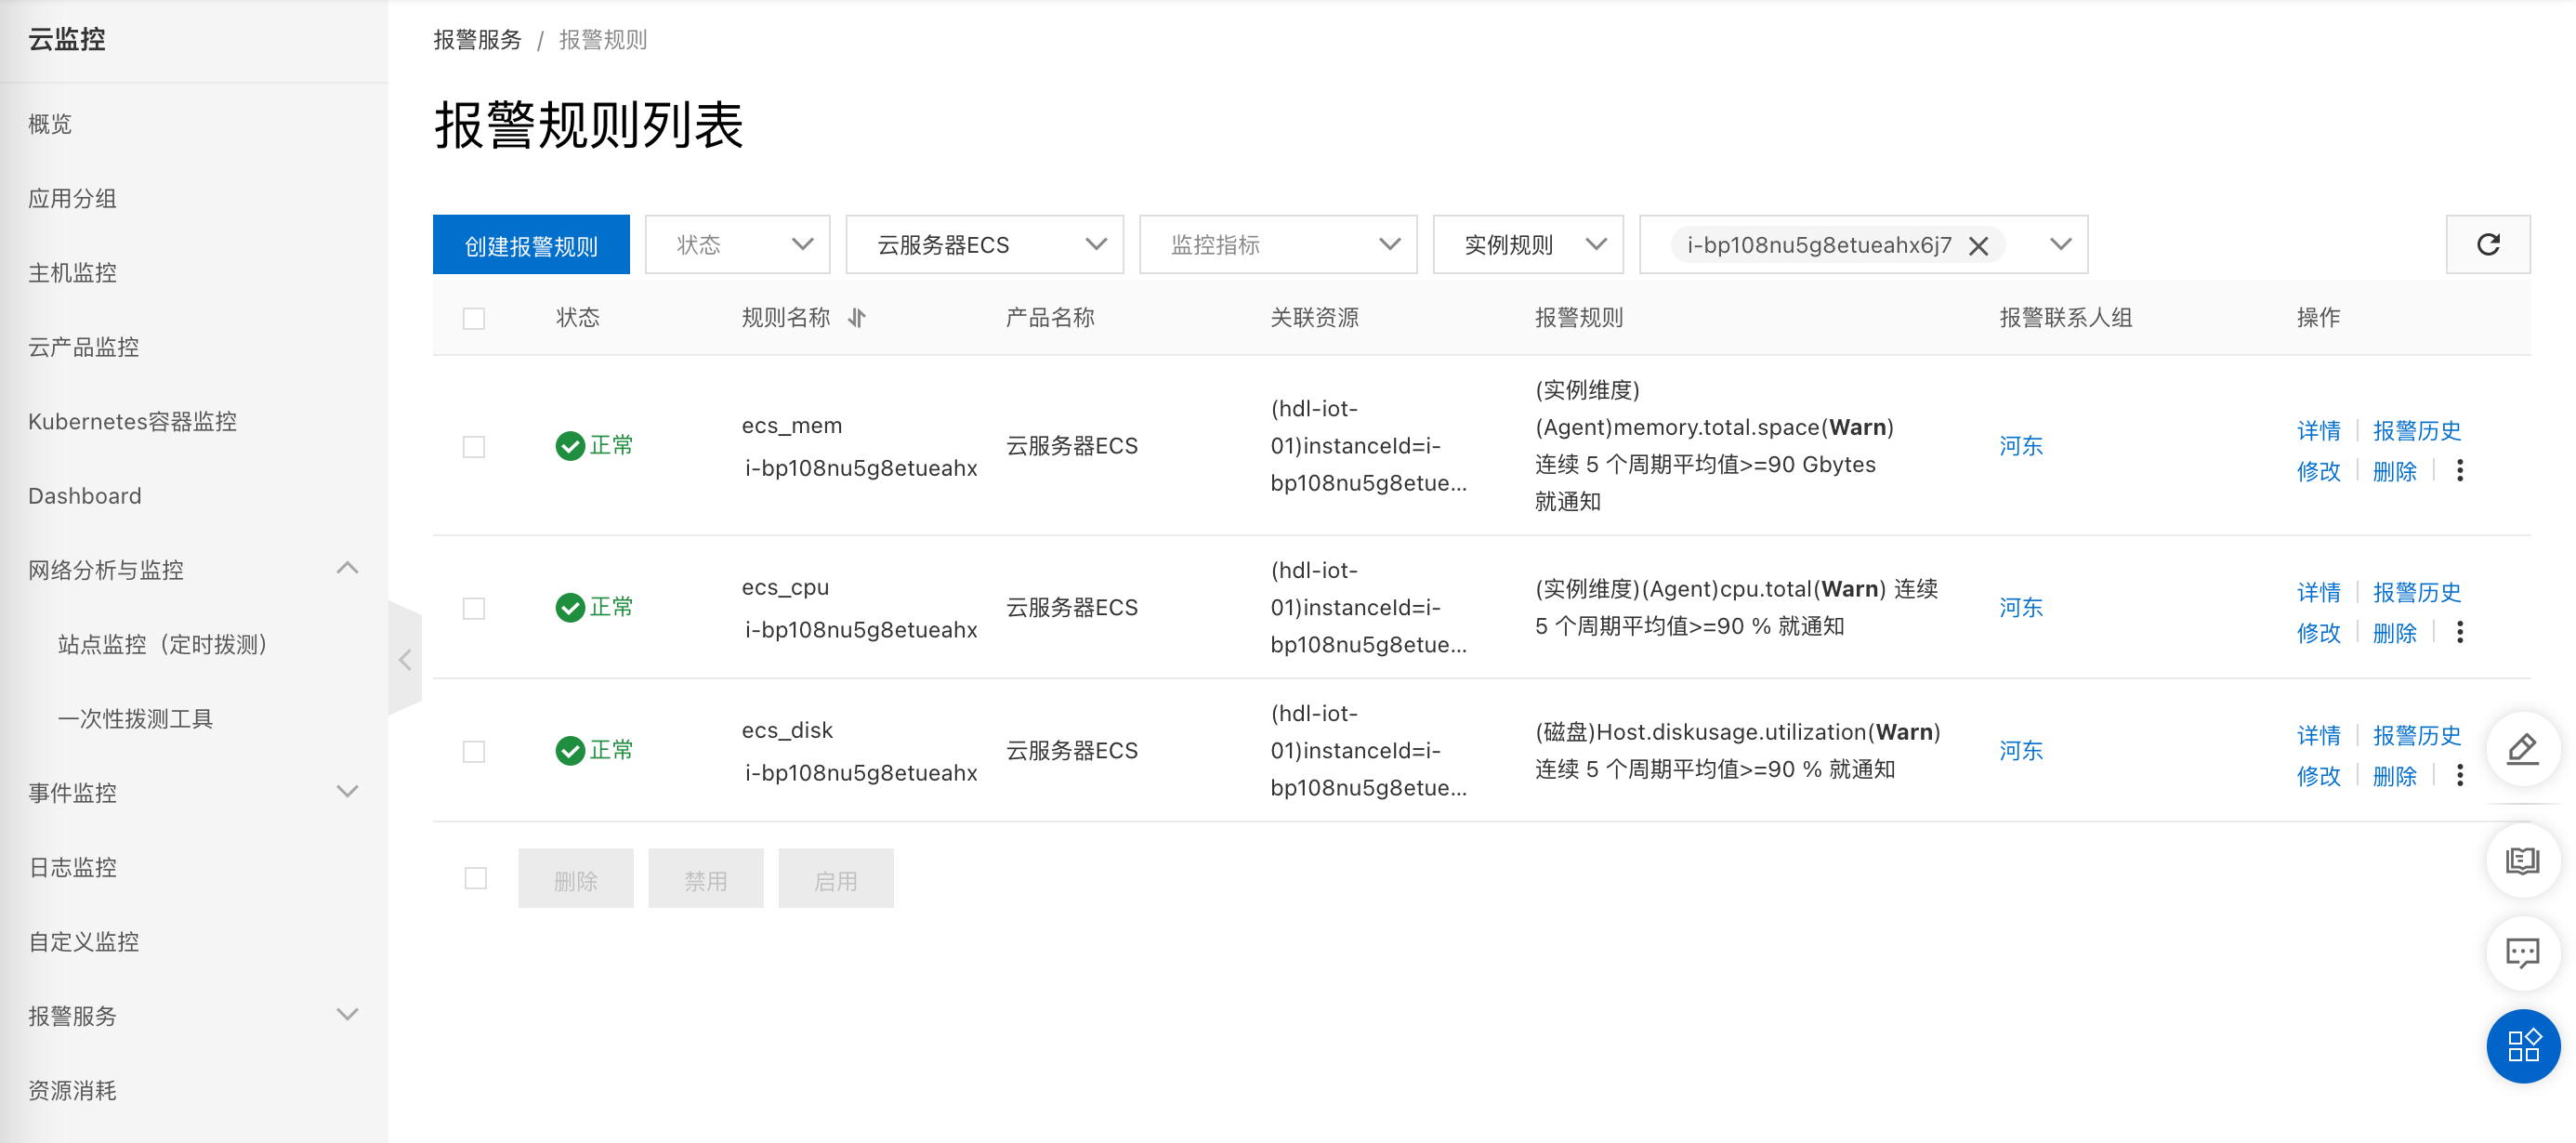 云监控
概览
应用分组
主机监控
云产品监控
Kubernetes容器监控
Dashboard
网络分析与监控
站点监控（定时拨测）
一次性拨测工具
事件监控
日志监控
自定义监控
报警服务
资源消耗
报警服务 / 报警规则
报警规则列表
创建报警规则 状态 云服务器ECS 监控指标 实例规则 i-bp108nu5g8etueahx6j7
状态 规则名称 产品名称 关联资源 报警规则 报警联系人组 操作
正常
ecs_mem
i-bp108nu5g8etueahx
云服务器ECS
(hdl-iot-
01)instanceId=i-
bp108nu5g8etue...
(实例维度)
(Agent)memory.total.space(Warn)
连续 5 个周期平均值>=90 Gbytes
就通知
河东
详情 报警历史
修改 删除
正常
ecs_cpu
i-bp108nu5g8etueahx
云服务器ECS
(hdl-iot-
01)instanceId=i-
bp108nu5g8etue...
(实例维度)(Agent)cpu.total(Warn) 连续
5 个周期平均值>=90 % 就通知
河东
详情 报警历史
修改 删除
正常
ecs_disk
i-bp108nu5g8etueahx
云服务器ECS
(hdl-iot-
01)instanceId=i-
bp108nu5g8etue...
(磁盘)Host.diskusage.utilization(Warn)
连续 5 个周期平均值>=90 % 就通知
河东
详情 报警历史
修改 删除
删除 禁用 启用